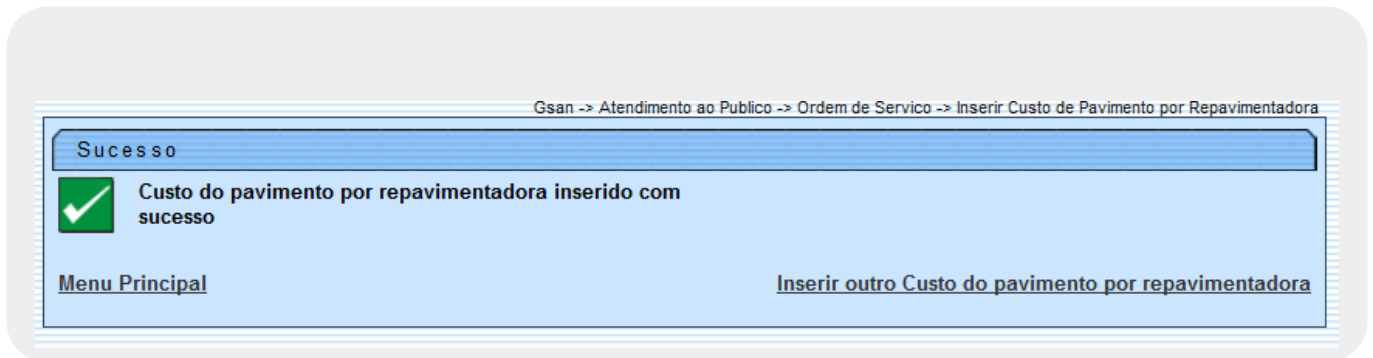 Gsan -> Atendimento ao Publico -> Ordem de Servico -> Inserir Custo de Pavimento por Repavimentadora
Sucesso
Custo do pavimento por repavimentadora inserido com
sucesso
Menu Principal
Inserir outro Custo do pavimento por repavimentadora